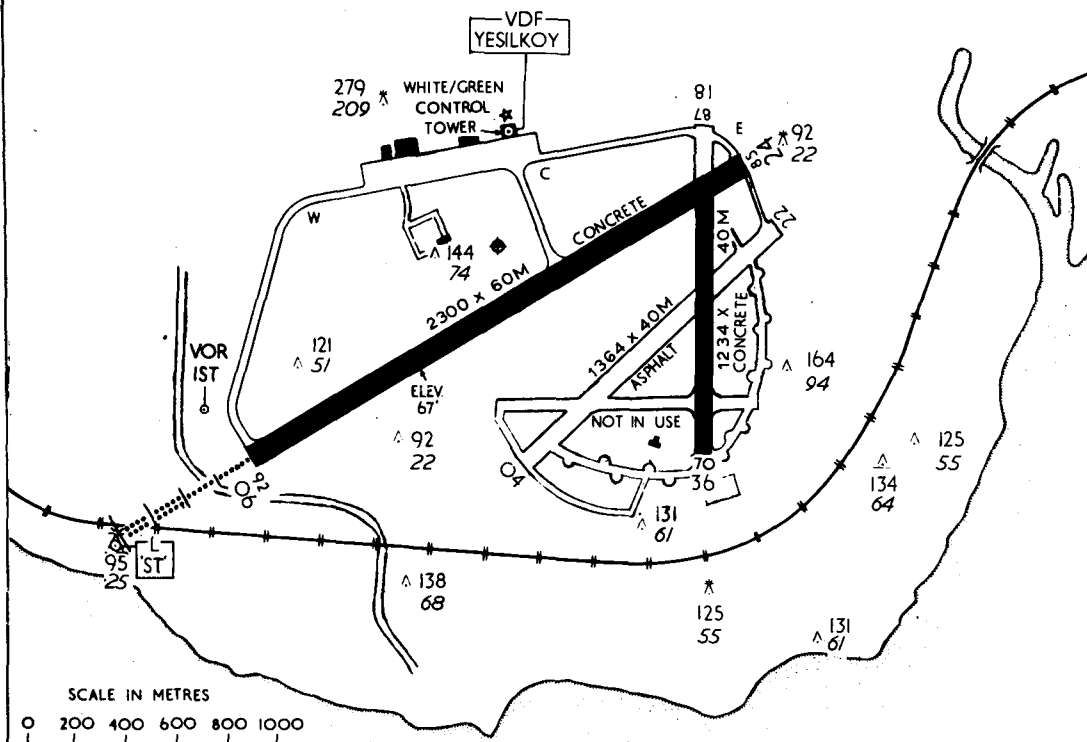 VDF
YESILKOY
279
209
WHITE/GREEN
CONTROL
TOWER
18
87
E
92
22
24
85
C
W
CONCRETE
22
144
74
2300 x 60M
40M
1234 x
CONCRETE
1364 x 40M
ASPHALT
VOR
IST
121
51
ELEV.
67'
164
94
92
22
NOT IN USE
125
55
04
70
36
134
64
92
06
131
61
L
'ST'
95
25
138
68
125
55
131
61
SCALE IN METRES
0 200 400 600 800 1000